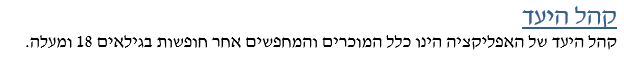 קהל היעד
קהל היעד של האפליקציה הינו כלל המוכרים והמחפשים אחר חופשות בגילאים 18 ומעלה.